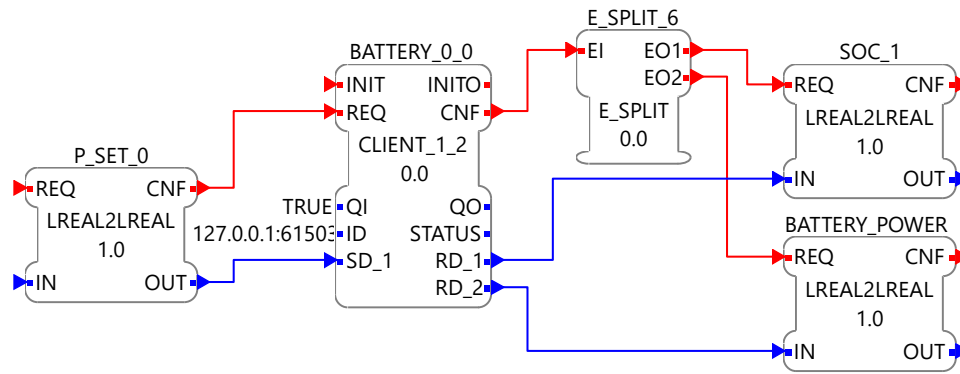 P_SET_0
REQ CNF
LREAL2LREAL
1.0
IN OUT
BATTERY_0_0
INIT INITO
REQ CNF
CLIENT_1_2
0.0
TRUE QI QO
127.0.0.1:61503 ID STATUS
SD_1 RD_1
RD_2
E_SPLIT_6
EI EO1
EO2
E_SPLIT
0.0
SOC_1
REQ CNF
LREAL2LREAL
1.0
IN OUT
BATTERY_POWER
REQ CNF
LREAL2LREAL
1.0
IN OUT